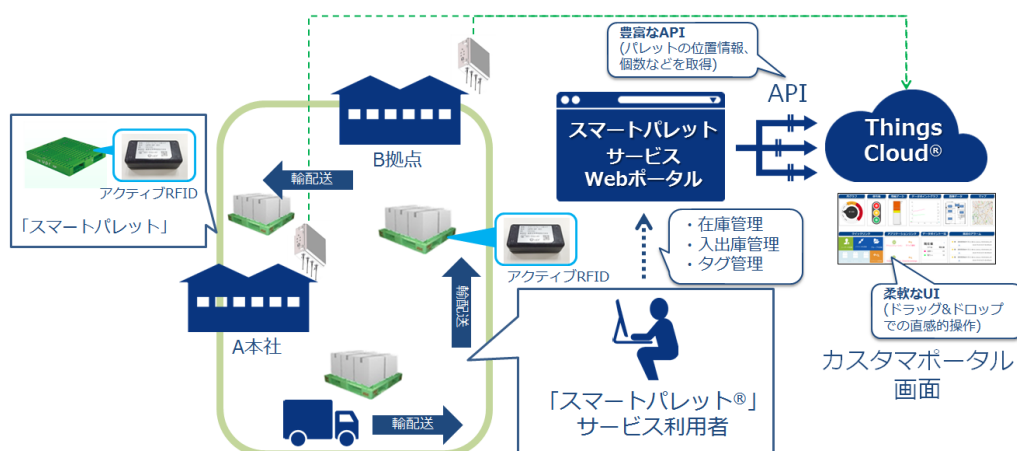 豊富なAPI
(パレットの位置情報、
個数などを取得)
API
Things
Cloud®
スマートパレット
サービス
Webポータル
B拠点
輸配送
アクティブRFID
「スマートパレット」
・在庫管理
・入出庫管理
・タグ管理
アクティブRFID
輸配送
A本社
柔軟なUI
(ドラッグ&ドロップ
での直感的操作)
カスタマポータル
画面
「スマートパレット®」
サービス利用者
輸配送